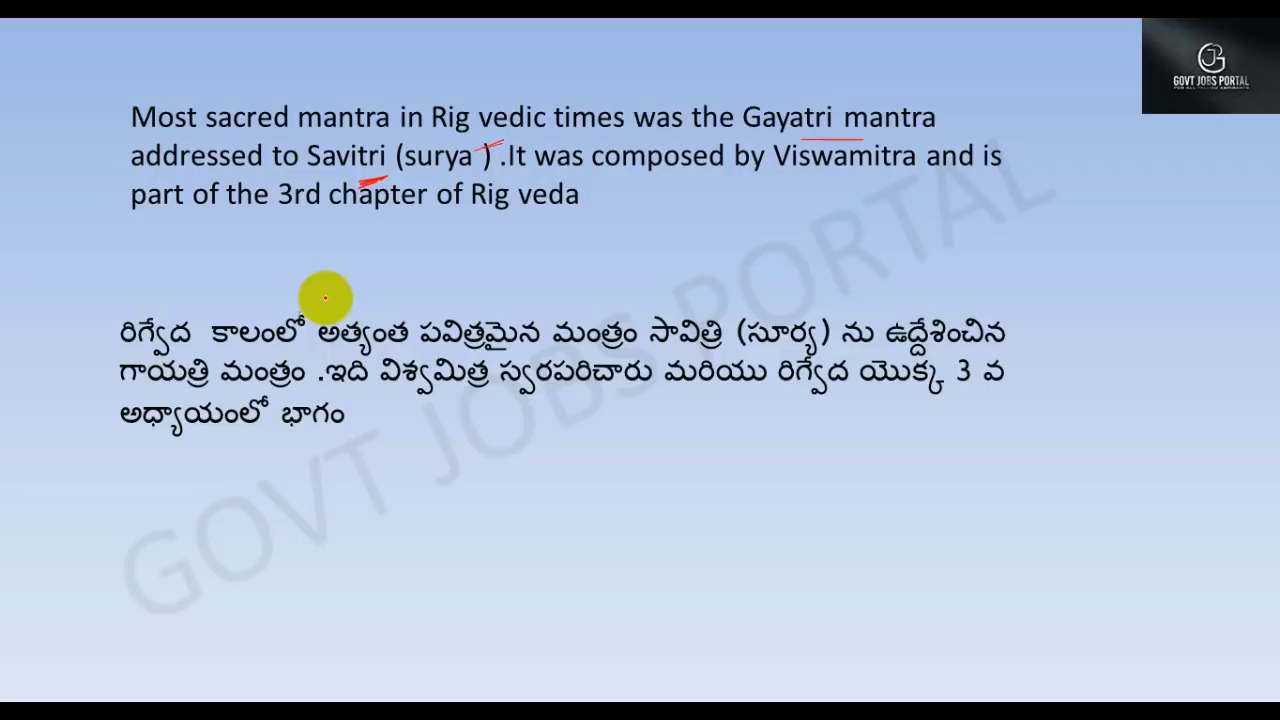 GOVT JOBS PORTAL
Most sacred mantra in Rig vedic times was the Gayatri mantra
addressed to Savitri (surya ) .It was composed by Viswamitra and is
part of the 3rd chapter of Rig veda
రిగ్వేద కాలంలో అత్యంత పవిత్రమైన మంత్రం సావిత్రి (సూర్య) ను ఉద్దేశించిన
గాయత్రి మంత్రం .ఇది విశ్వమిత్ర స్వరపరిచారు మరియు రిగ్వేద యొక్క 3 వ
అధ్యాయంలో భాగం
GOVT JOBS PORTAL